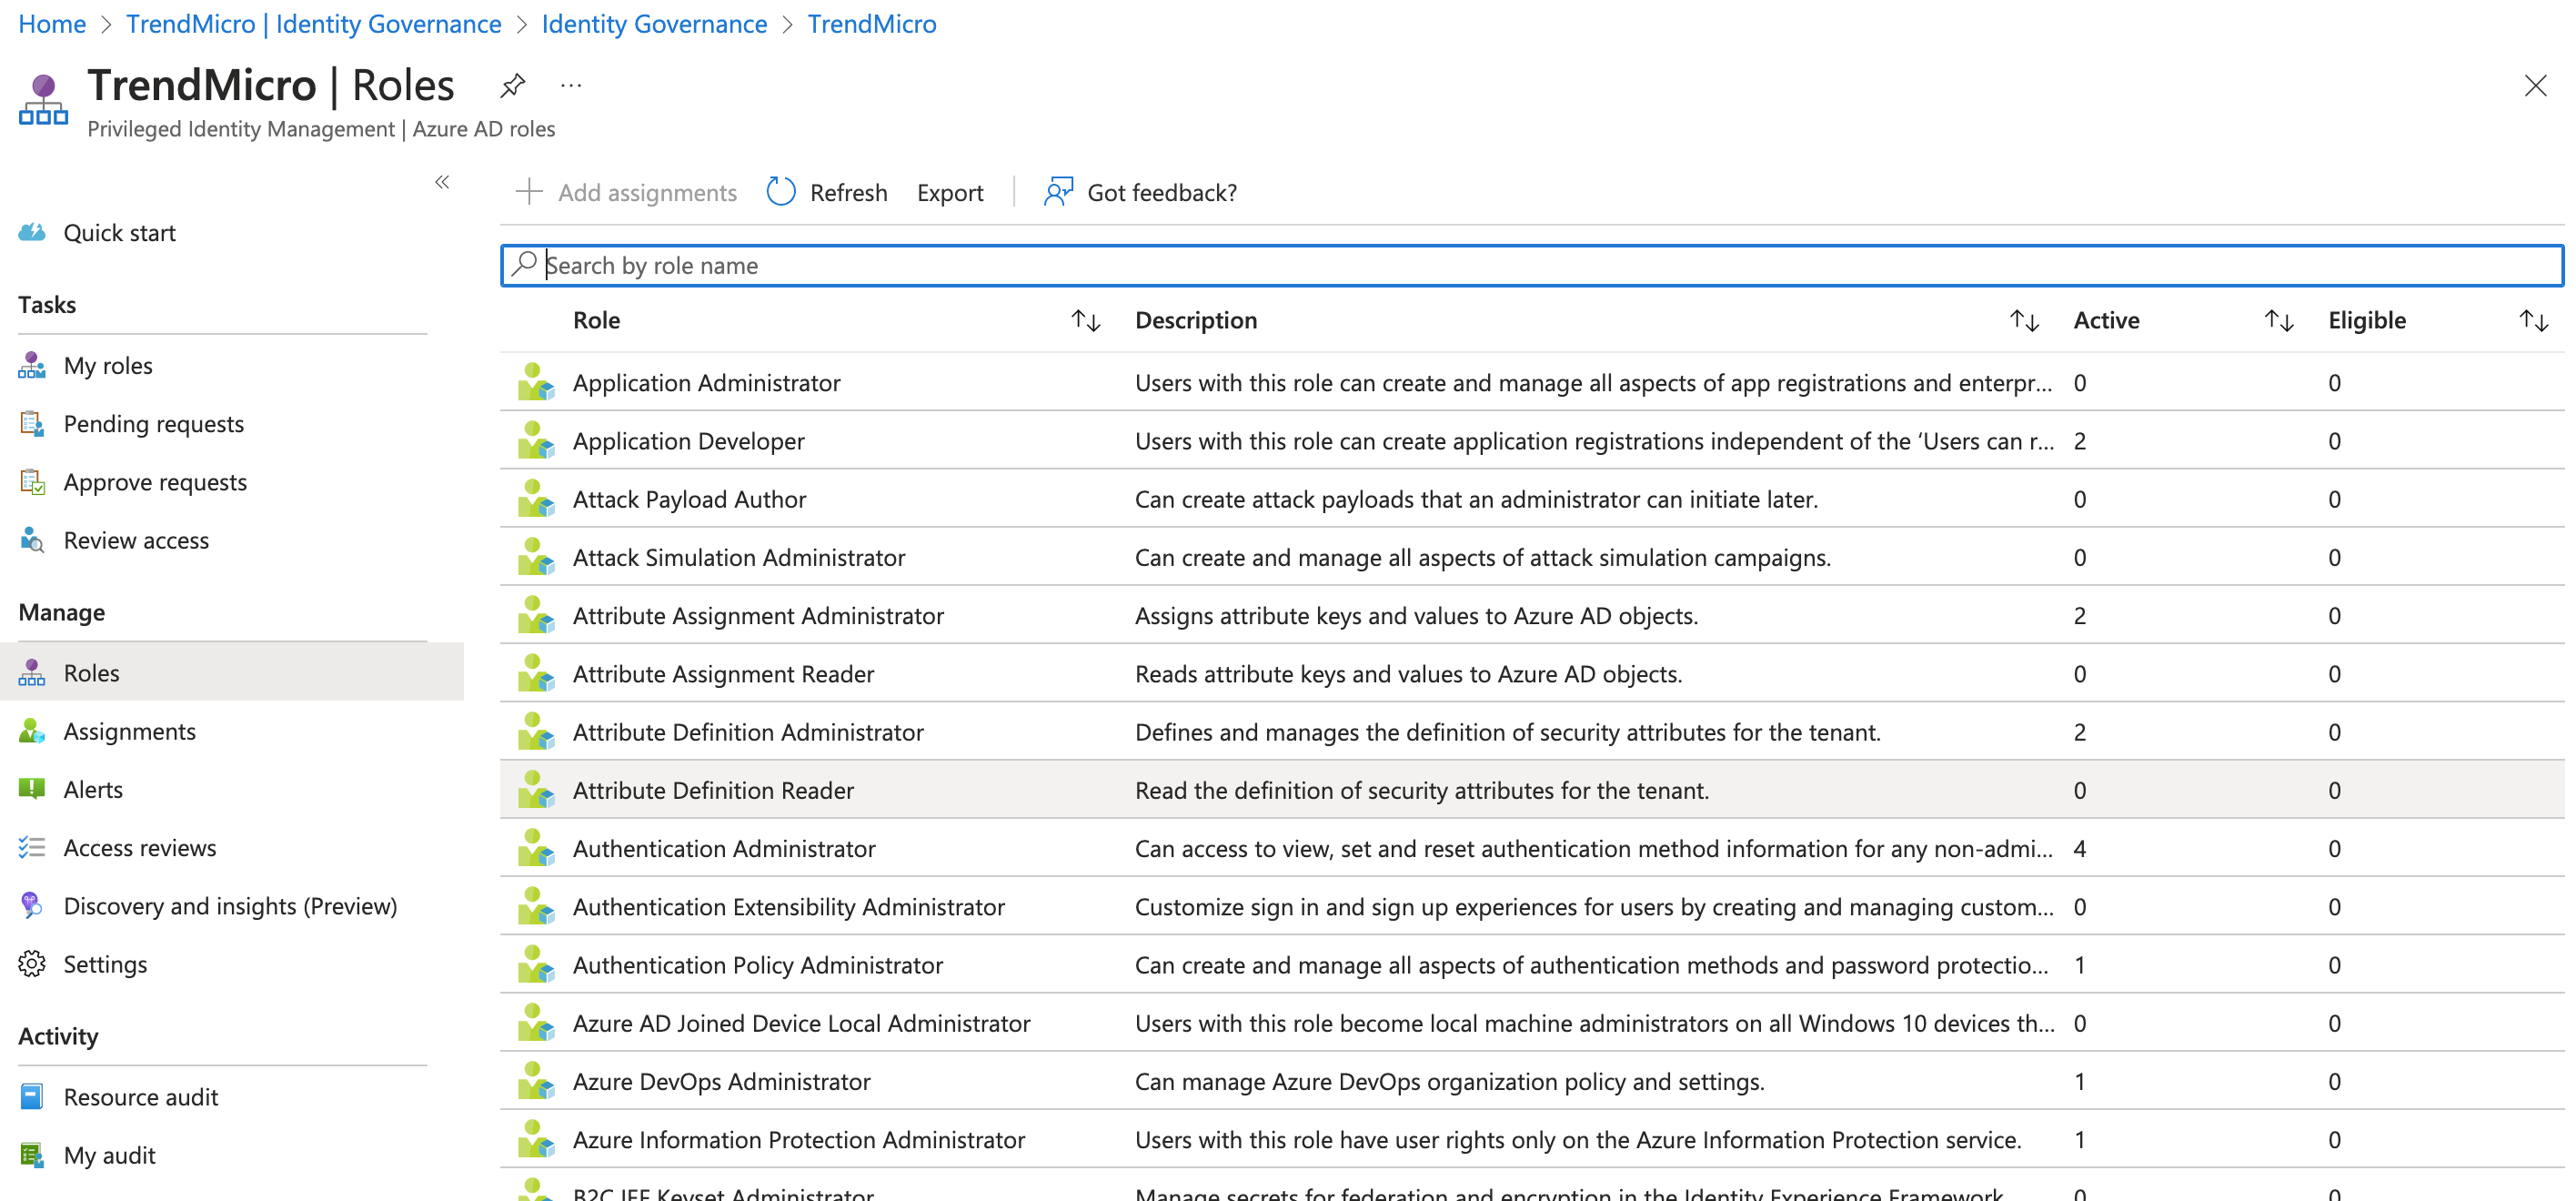 Home > TrendMicro | Identity Governance > Identity Governance > TrendMicro
TrendMicro | Roles ...
Privileged Identity Management | Azure AD roles
«
Quick start
Tasks
My roles
Pending requests
Approve requests
Review access
Manage
Roles
Assignments
Alerts
Access reviews
Discovery and insights (Preview)
Settings
Activity
Resource audit
My audit
+ Add assignments Refresh Export | Got feedback?
Search by role name
Role ↑↓ Description ↑↓ Active ↑↓ Eligible ↑↓
Application Administrator Users with this role can create and manage all aspects of app registrations and enterpr... 0 0
Application Developer Users with this role can create application registrations independent of the ‘Users can r... 2 0
Attack Payload Author Can create attack payloads that an administrator can initiate later. 0 0
Attack Simulation Administrator Can create and manage all aspects of attack simulation campaigns. 0 0
Attribute Assignment Administrator Assigns attribute keys and values to Azure AD objects. 2 0
Attribute Assignment Reader Reads attribute keys and values to Azure AD objects. 0 0
Attribute Definition Administrator Defines and manages the definition of security attributes for the tenant. 2 0
Attribute Definition Reader Read the definition of security attributes for the tenant. 0 0
Authentication Administrator Can access to view, set and reset authentication method information for any non-admi... 4 0
Authentication Extensibility Administrator Customize sign in and sign up experiences for users by creating and managing custom... 0 0
Authentication Policy Administrator Can create and manage all aspects of authentication methods and password protectio... 1 0
Azure AD Joined Device Local Administrator Users with this role become local machine administrators on all Windows 10 devices th... 0 0
Azure DevOps Administrator Can manage Azure DevOps organization policy and settings. 1 0
Azure Information Protection Administrator Users with this role have user rights only on the Azure Information Protection service. 1 0
B2C IEF Keyset Administrator Manage secrets for federation and encryption in the Identity Experience Framework 0 0